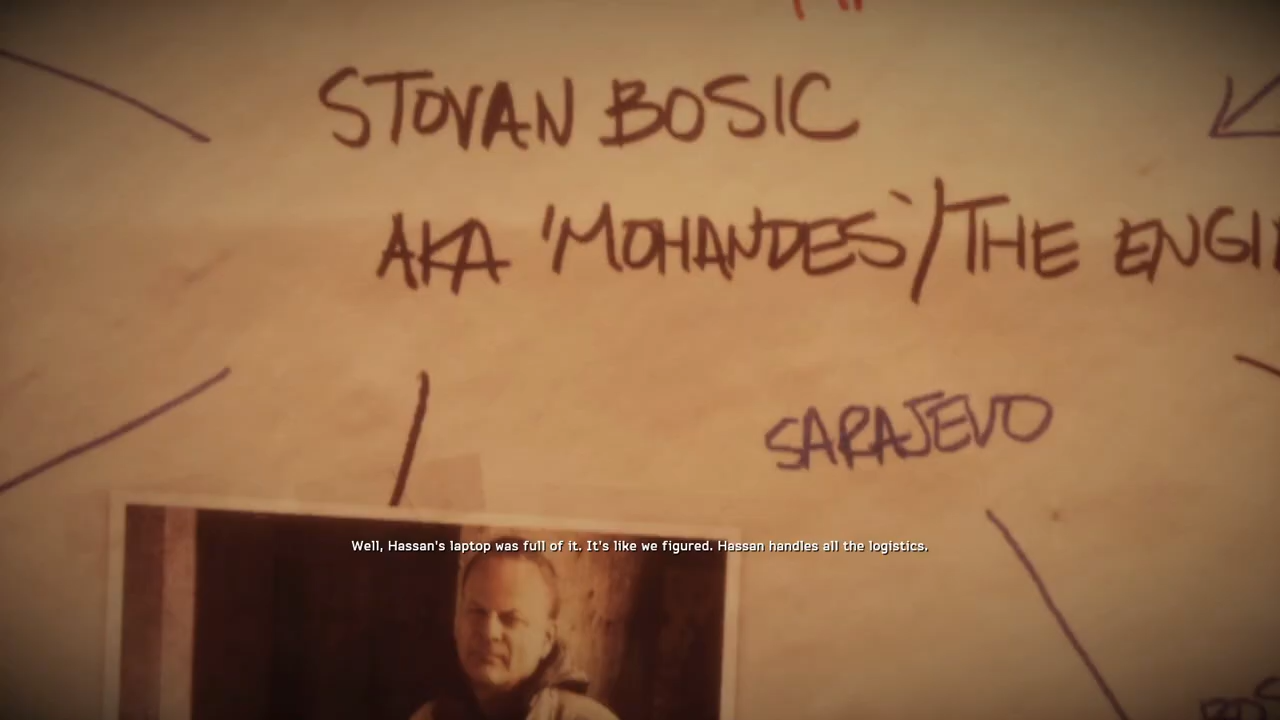 STOVAN BOSIC
AKA 'MOHANDES'/THE ENGI
SARAJEVO
Well, Hassan's laptop was full of it. It's like we figured. Hassan handles all the logistics.